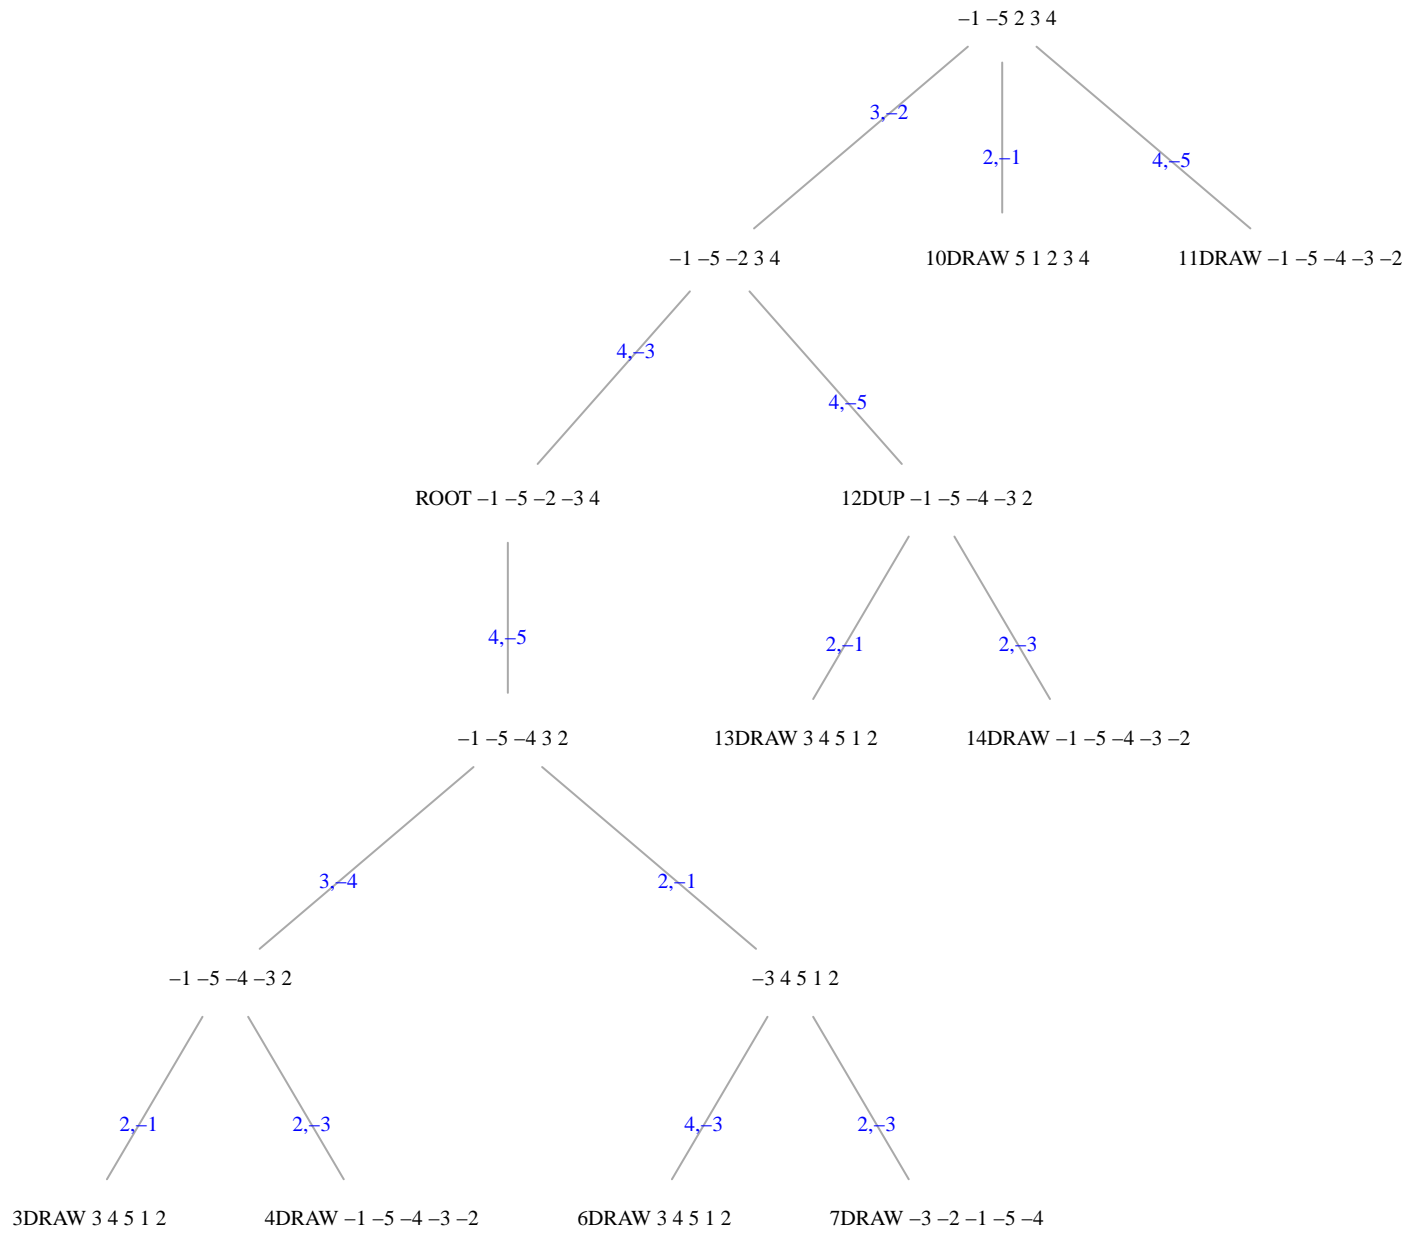 –1 –5 2 3 4
3,–2
2,–1
4,–5
–1 –5 –2 3 4
10DRAW 5 1 2 3 4
11DRAW –1 –5 –4 –3 –2
4,–3
4,–5
ROOT –1 –5 –2 –3 4
12DUP –1 –5 –4 –3 2
4,–5
2,–1
2,–3
–1 –5 –4 3 2
13DRAW 3 4 5 1 2
14DRAW –1 –5 –4 –3 –2
3,–4
2,–1
–1 –5 –4 –3 2
–3 4 5 1 2
2,–1
2,–3
4,–3
2,–3
3DRAW 3 4 5 1 2
4DRAW –1 –5 –4 –3 –2
6DRAW 3 4 5 1 2
7DRAW –3 –2 –1 –5 –4